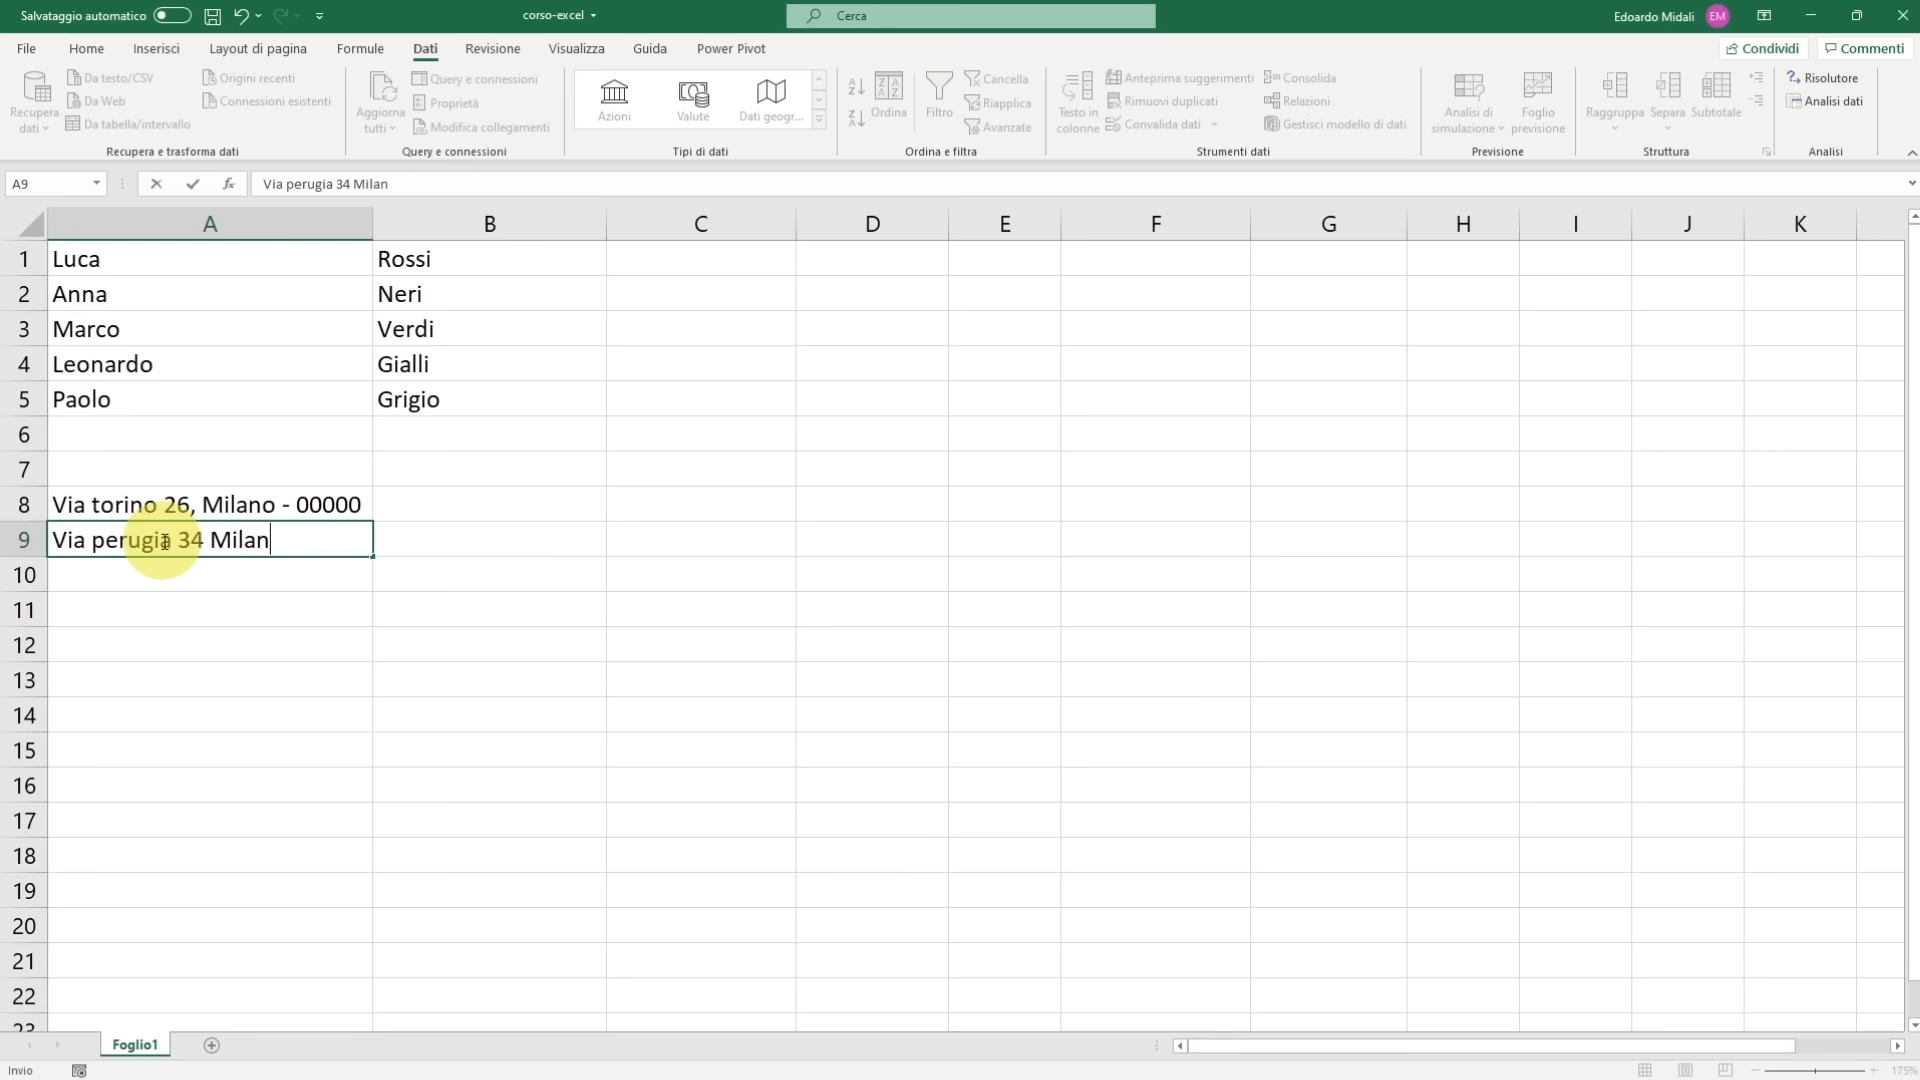 Salvataggio automatico
corso-excel
Cerca
Edoardo Midali
EM
File
Home
Inserisci
Layout di pagina
Formule
Dati
Revisione
Visualizza
Guida
Power Pivot
Condividi
Commenti
Recupera dati
Da testo/CSV
Da Web
Da tabella/intervallo
Origini recenti
Connessioni esistenti
Recupera e trasforma dati
Aggiorna tutti
Query e connessioni
Proprietà
Modifica collegamenti
Query e connessioni
Azioni
Valute
Dati geogr...
Tipi di dati
Ordina
Filtro
Cancella
Riapplica
Avanzate
Ordina e filtra
Testo in colonne
Anteprima suggerimenti
Rimuovi duplicati
Convalida dati
Consolida
Relazioni
Gestisci modello di dati
Strumenti dati
Analisi di simulazione
Foglio previsione
Previsione
Raggruppa
Separa
Subtotale
Struttura
Risolutore
Analisi dati
Analisi
A9
fx
Via perugia 34 Milan
A B C D E F G H I J K
1 Luca Rossi
2 Anna Neri
3 Marco Verdi
4 Leonardo Gialli
5 Paolo Grigio
6
7
8 Via torino 26, Milano - 00000
9 Via perugia 34 Milan
10
11
12
13
14
15
16
17
18
19
20
21
22
23
Foglio1
Invio
175%